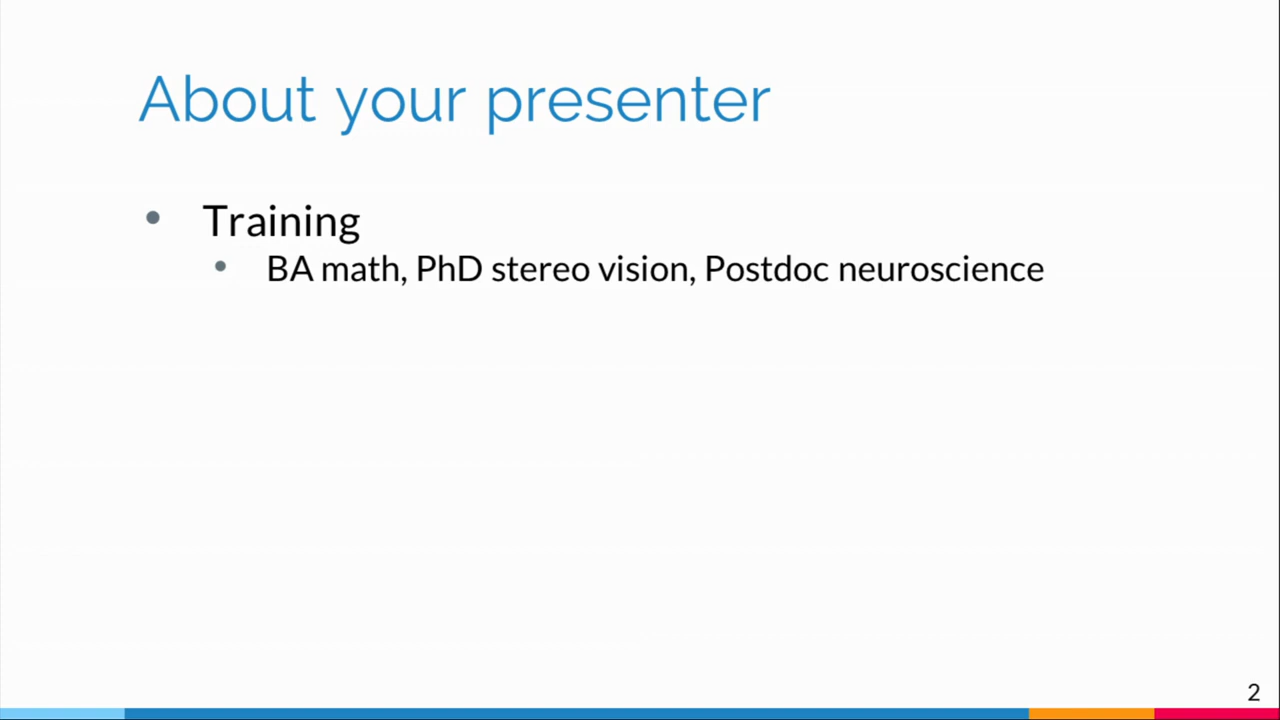 About your presenter
• Training
• BA math, PhD stereo vision, Postdoc neuroscience
2